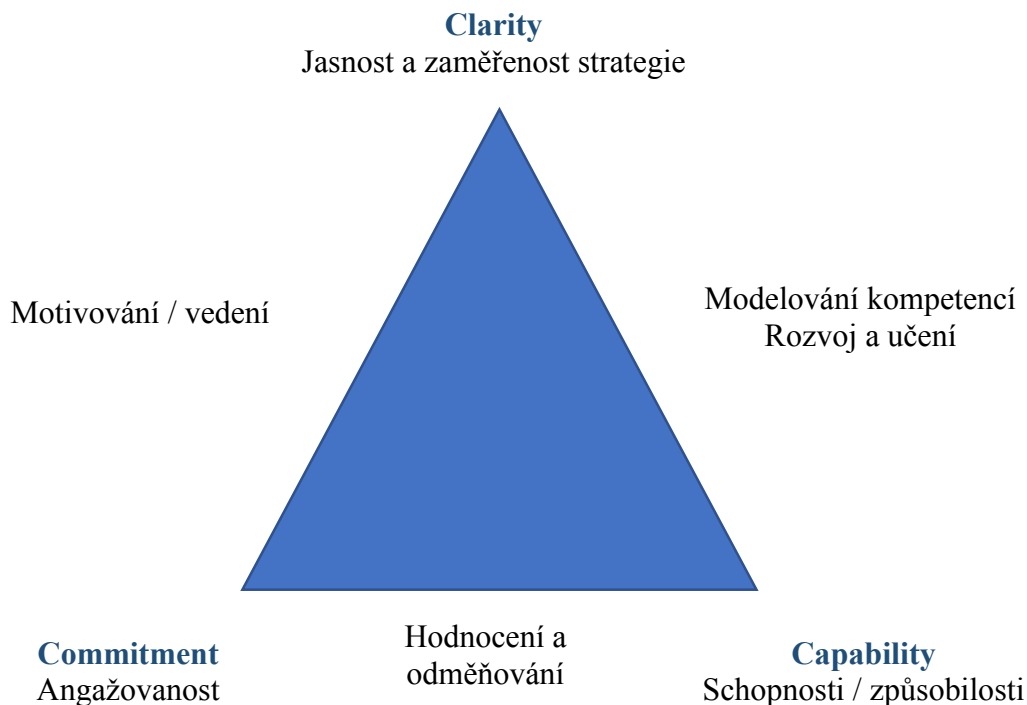 Clarity
Jasnost a zaměřenost strategie
Motivování / vedení
Modelování kompetencí
Rozvoj a učení
Hodnocení a
odměňování
Commitment
Angažovanost
Capability
Schopnosti / způsobilosti